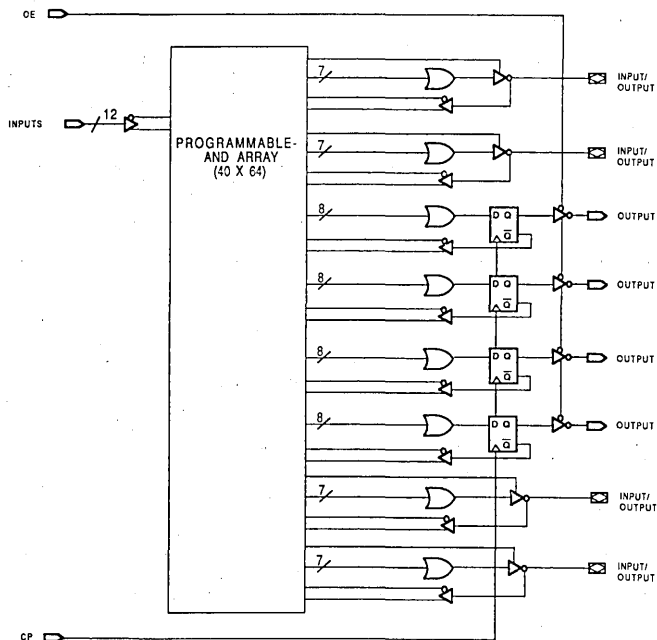 OE
7
INPUT/
OUTPUT
INPUTS
12
PROGRAMMABLE-
AND ARRAY
(40 X 64)
7
INPUT/
OUTPUT
8
D Q
Q
OUTPUT
8
D Q
Q
OUTPUT
8
D Q
Q
OUTPUT
8
D Q
Q
OUTPUT
7
INPUT/
OUTPUT
7
INPUT/
OUTPUT
CP